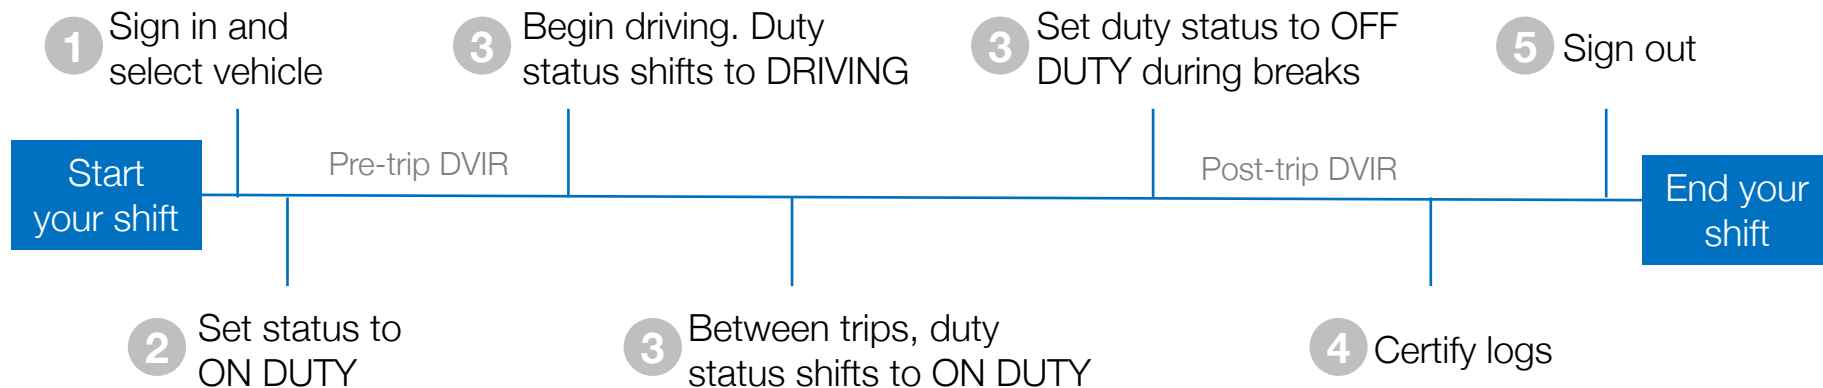 1
Sign in and
select vehicle
3
Begin driving. Duty
status shifts to DRIVING
3
Set duty status to OFF
DUTY during breaks
5
Sign out
Start
your shift
Pre-trip DVIR
Post-trip DVIR
End your
shift
2
Set status to
ON DUTY
3
Between trips, duty
status shifts to ON DUTY
4
Certify logs